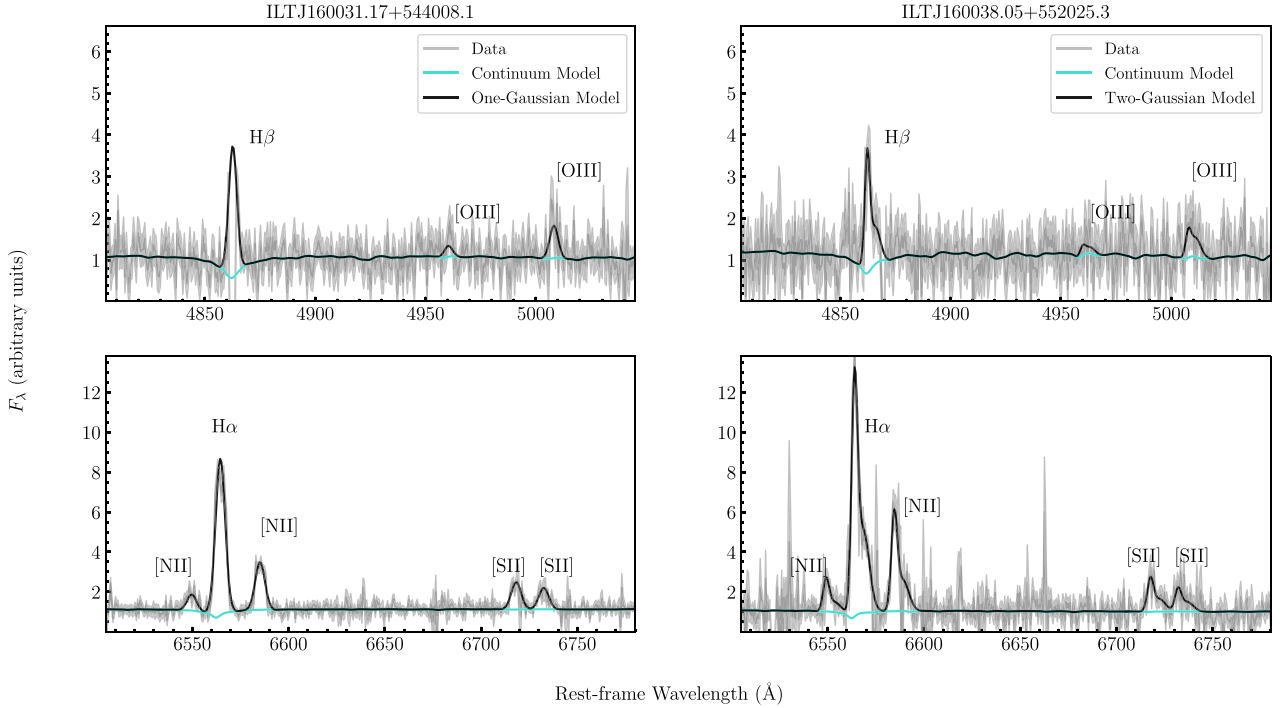 ILTJ160031.17+544008.1
ILTJ160038.05+552025.3
Data
Continuum Model
One-Gaussian Model
Hβ
[OIII]
[OIII]
6
5
4
3
2
1
4850 4900 4950 5000
Data
Continuum Model
Two-Gaussian Model
Hβ
[OIII]
[OIII]
6
5
4
3
2
1
4850 4900 4950 5000
Fλ (arbitrary units)
Hα
[NII]
[NII]
[SII] [SII]
12
10
8
6
4
2
6550 6600 6650 6700 6750
Hα
[NII]
[NII]
[SII] [SII]
12
10
8
6
4
2
6550 6600 6650 6700 6750
Rest-frame Wavelength (Å)